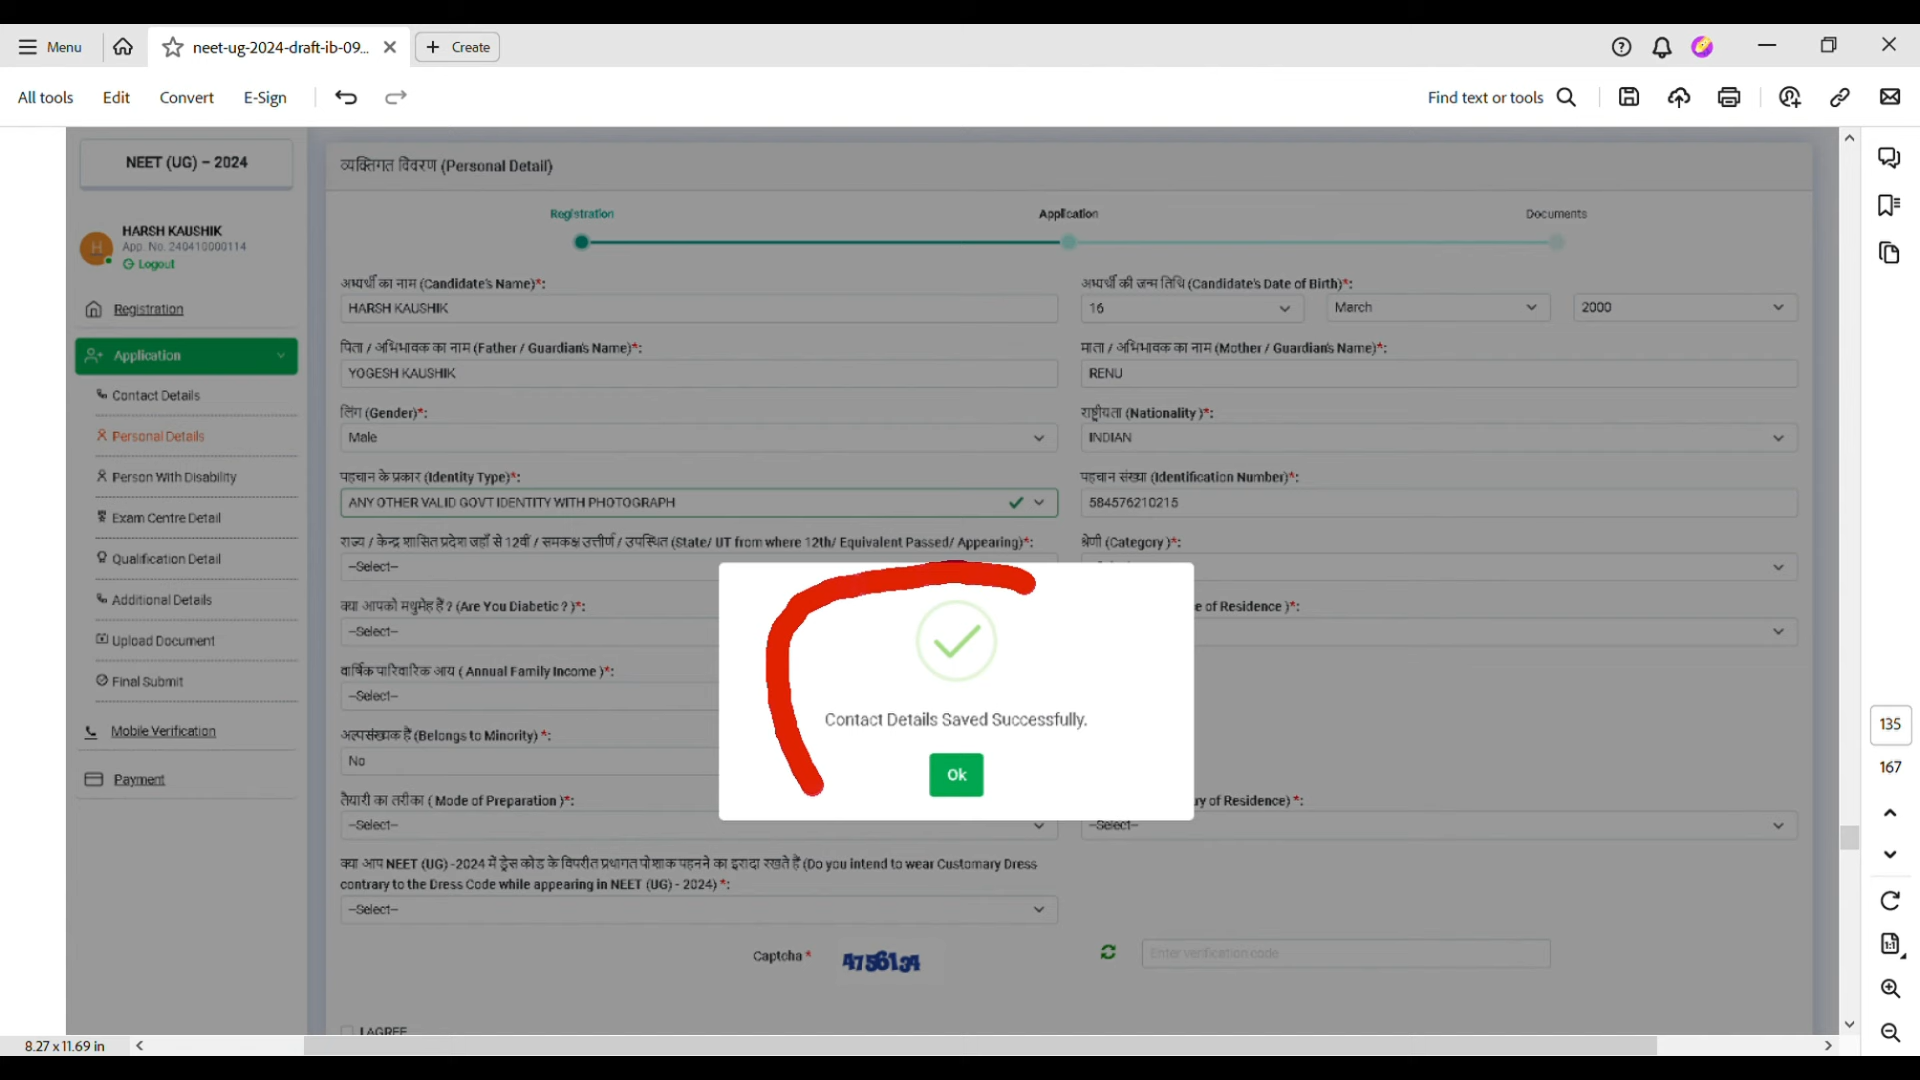 Menu
neet-ug-2024-draft-ib-09...
Create
All tools
Edit
Convert
E-Sign
Find text or tools
NEET (UG) – 2024
HARSH KAUSHIK
App. No. 240410000114
Logout
Registration
Application
Contact Details
Personal Details
Person With Disability
Exam Centre Detail
Qualification Detail
Additional Details
Upload Document
Final Submit
Mobile Verification
Payment
व्यक्तिगत विवरण (Personal Detail)
Registration
Application
Documents
अभ्यर्थी का नाम (Candidate's Name)*:
HARSH KAUSHIK
अभ्यर्थी की जन्म तिथि (Candidate's Date of Birth)*:
16
March
2000
पिता / अभिभावक का नाम (Father / Guardian's Name)*:
YOGESH KAUSHIK
माता / अभिभावक का नाम (Mother / Guardian's Name)*:
RENU
लिंग (Gender)*:
Male
राष्ट्रीयता (Nationality )*:
INDIAN
पहचान के प्रकार (Identity Type)*:
ANY OTHER VALID GOVT IDENTITY WITH PHOTOGRAPH
पहचान संख्या (Identification Number)*:
584576210215
राज्य / केन्द्र शासित प्रदेश जहाँ से 12वीं / समकक्ष उत्तीर्ण / उपस्थित (State/ UT from where 12th/ Equivalent Passed/ Appearing)*:
--Select--
श्रेणी (Category )*:
क्या आपको मधुमेह हैं ? (Are You Diabetic ? )*:
--Select--
e of Residence )*:
वार्षिक पारिवारिक आय ( Annual Family Income )*:
--Select--
अल्पसंख्यक हैं (Belongs to Minority) *:
No
तैयारी का तरीका ( Mode of Preparation )*:
--Select--
ry of Residence) *:
--Select--
क्या आप NEET (UG) -2024 में ड्रेस कोड के विपरीत प्रथागत पोशाक पहनने का इरादा रखते हैं (Do you intend to wear Customary Dress
contrary to the Dress Code while appearing in NEET (UG) - 2024) *:
--Select--
Captcha *
4756134
Enter verification code
I AGREE
Contact Details Saved Successfully.
Ok
135
167
8.27 x 11.69 in